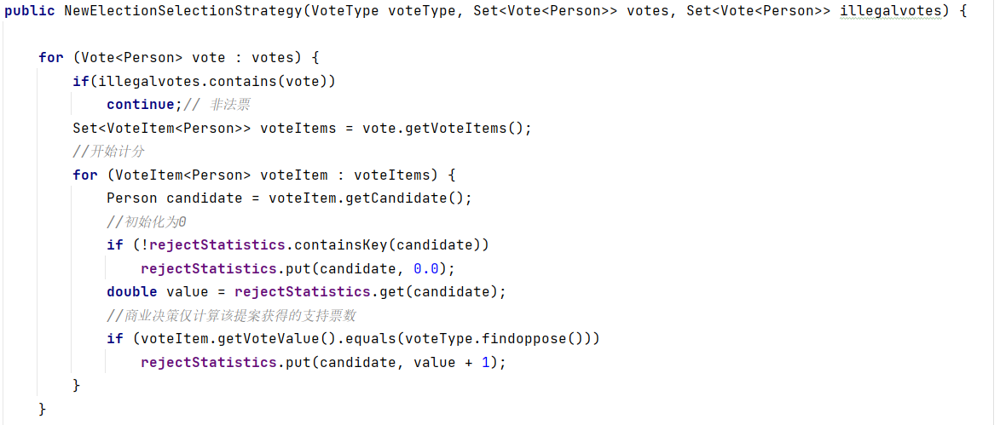 public NewElectionSelectionStrategy(VoteType voteType, Set<Vote<Person>> votes, Set<Vote<Person>> illegalvotes) {
for (Vote<Person> vote : votes) {
if(illegalvotes.contains(vote))
continue;// 非法票
Set<VoteItem<Person>> voteItems = vote.getVoteItems();
//开始计分
for (VoteItem<Person> voteItem : voteItems) {
Person candidate = voteItem.getCandidate();
//初始化为0
if (!rejectStatistics.containsKey(candidate))
rejectStatistics.put(candidate, 0.0);
double value = rejectStatistics.get(candidate);
//商业决策仅计算该提案获得的支持票数
if (voteItem.getVoteValue().equals(voteType.findoppose()))
rejectStatistics.put(candidate, value + 1);
}
}